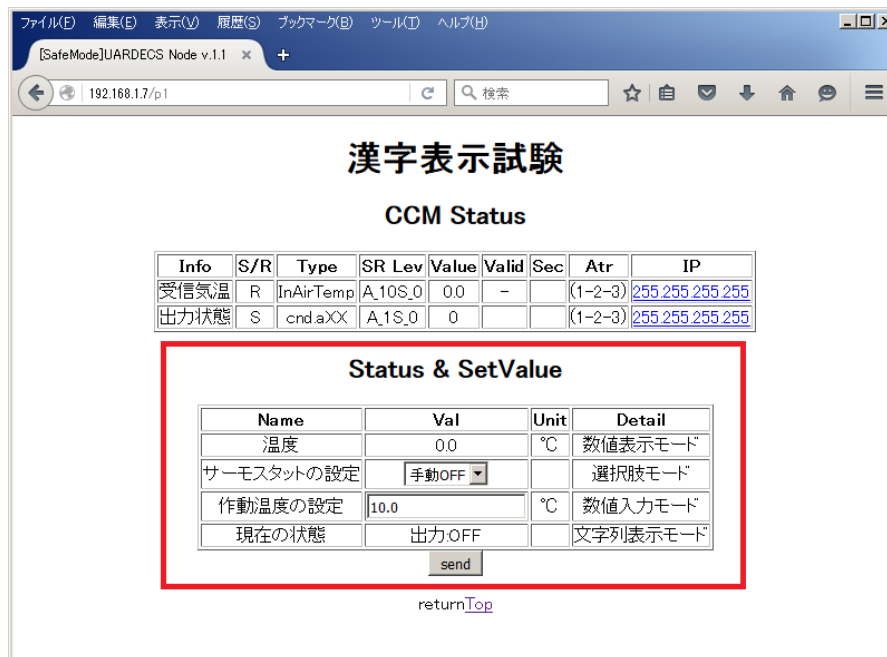 ファイル(F) 編集(E) 表示(V) 履歴(S) ブックマーク(B) ツール(T) ヘルプ(H)
[SafeMode]UARDECS Node v.1.1 × +
192.168.1.7/p1 検索
漢字表示試験
CCM Status
Info S/R Type SR Lev Value Valid Sec Atr IP
受信気温 R InAirTemp A_10S_0 0.0 - (1-2-3) 255.255.255.255
出力状態 S cnd.aXX A_1S_0 0 (1-2-3) 255.255.255.255
Status & SetValue
Name Val Unit Detail
温度 0.0 ℃ 数値表示モード
サーモスタットの設定 手動OFF 選択肢モード
作動温度の設定 10.0 ℃ 数値入力モード
現在の状態 出力:OFF 文字列表示モード
send
returnTop